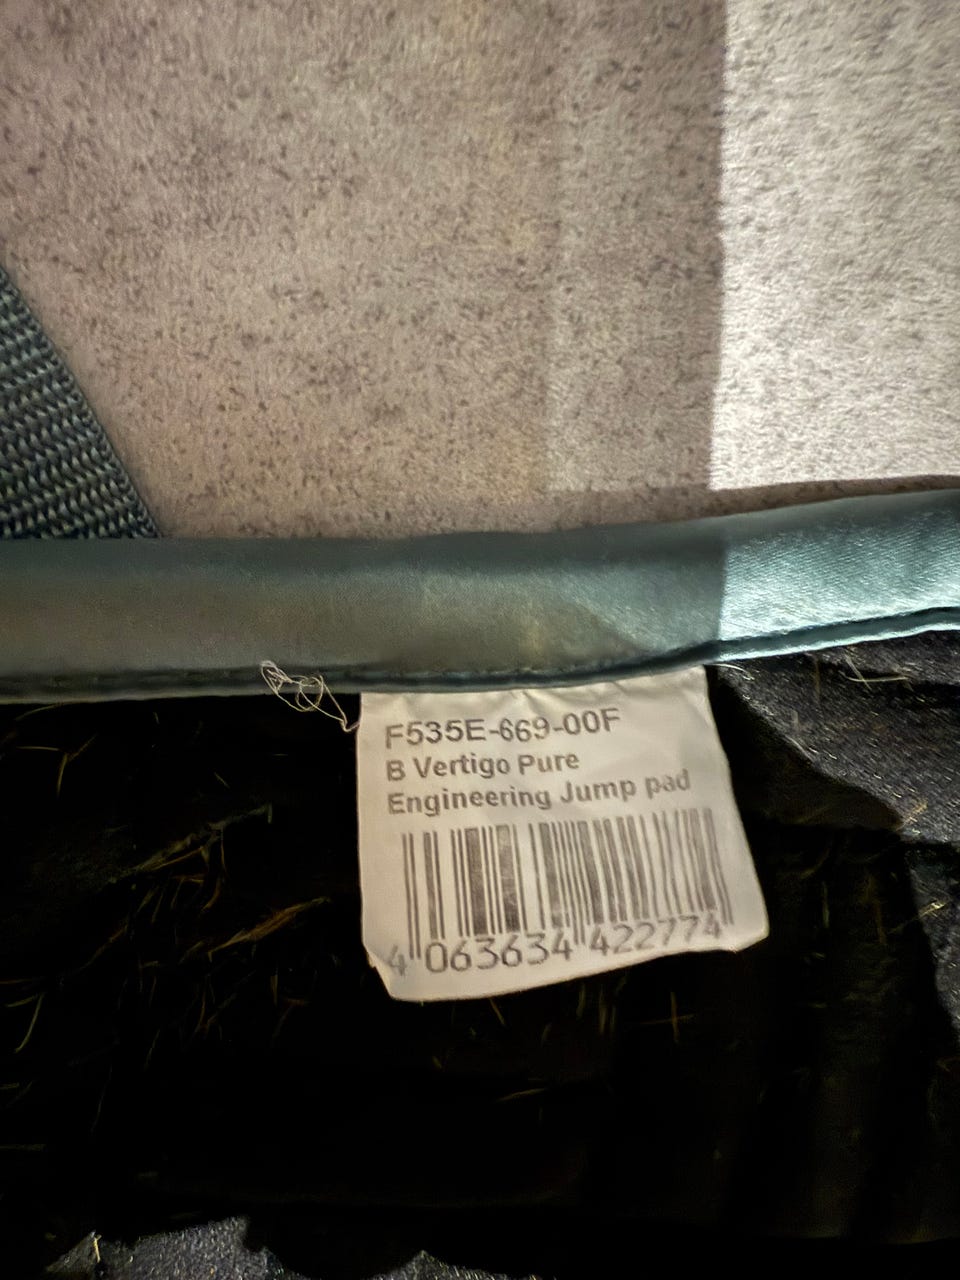 F535E-669-00F
B Vertigo Pure
Engineering Jump pad
4 063634 422774